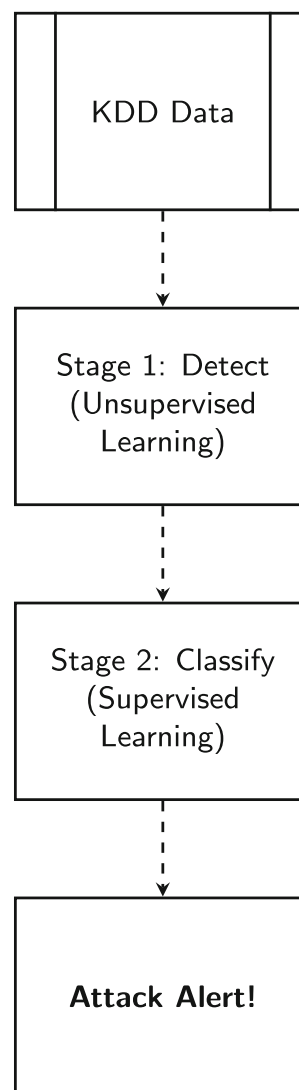 KDD Data
Stage 1: Detect
(Unsupervised
Learning)
Stage 2: Classify
(Supervised
Learning)
Attack Alert!